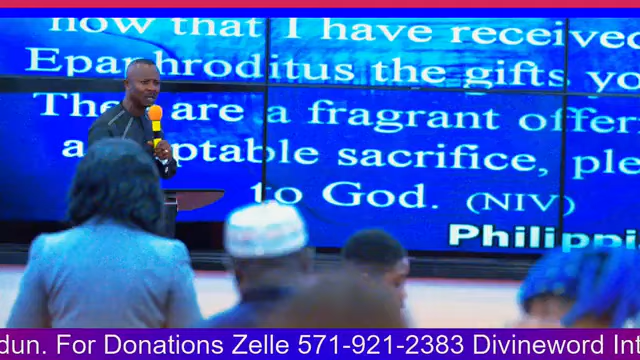 now that I have received
Epaphroditus the gifts yo
They are a fragrant offer
acceptable sacrifice, ple
to God. (NIV)
Philippi
dun. For Donations Zelle 571-921-2383 Divineword Int